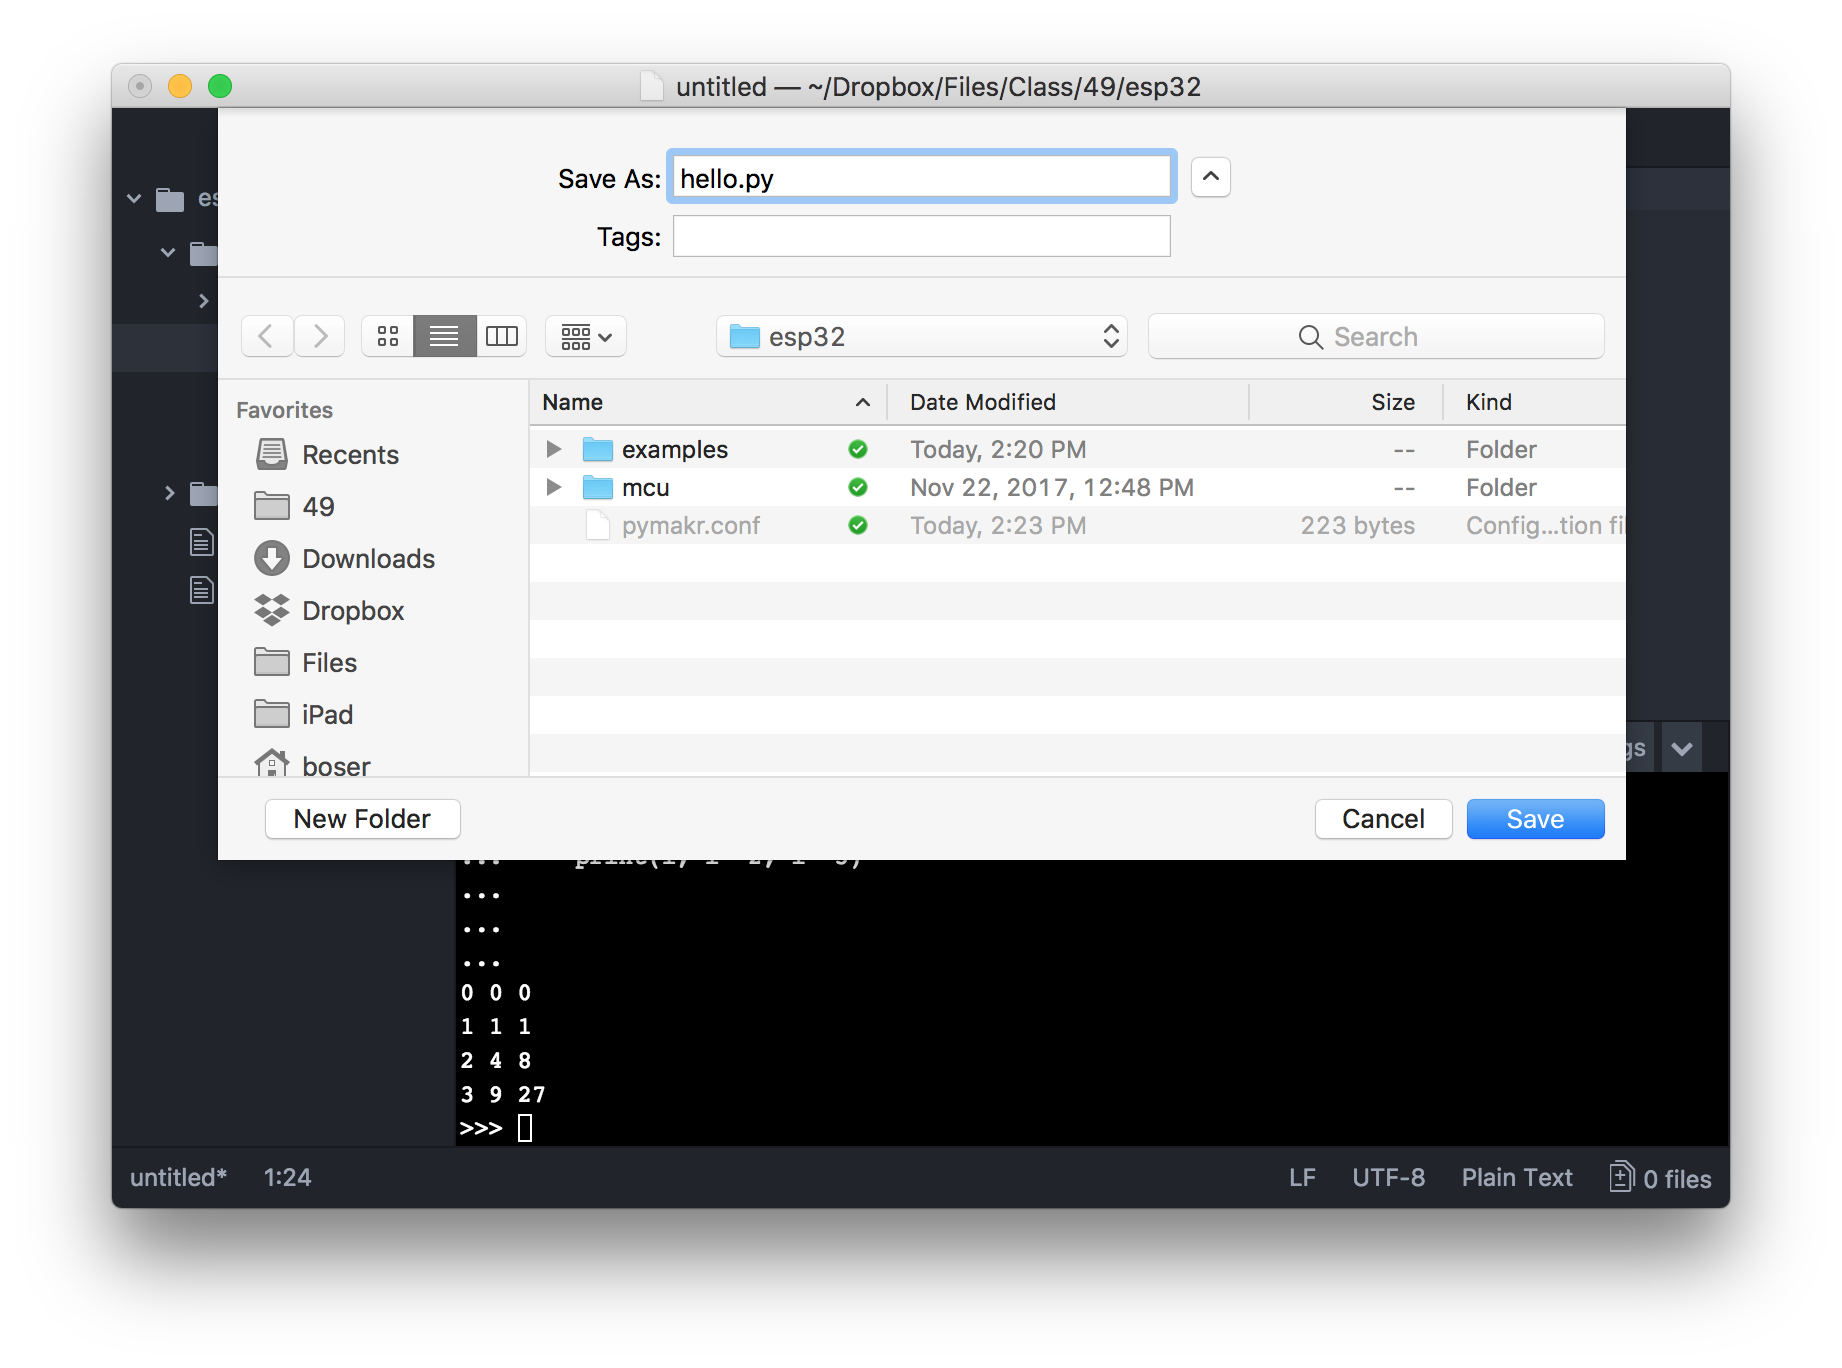 untitled — ~/Dropbox/Files/Class/49/esp32
Save As: hello.py
Tags:
esp32
Search
Favorites
Recents
49
Downloads
Dropbox
Files
iPad
boser
Name Date Modified Size Kind
examples Today, 2:20 PM -- Folder
mcu Nov 22, 2017, 12:48 PM -- Folder
pymakr.conf Today, 2:23 PM 223 bytes Config...tion fil
New Folder Cancel Save
...
...
...
0 0 0
1 1 1
2 4 8
3 9 27
>>>
untitled* 1:24 LF UTF-8 Plain Text 0 files